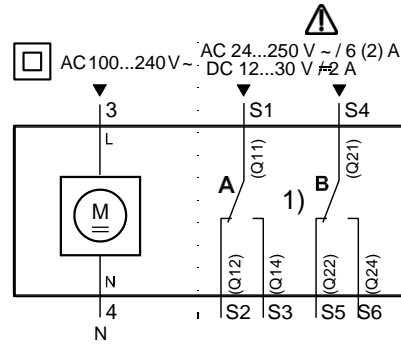 AC 100...240 V ~
AC 24...250 V ~ / 6 (2) A
DC 12...30 V / 2 A
3 S1 S4
L (Q11) (Q21)
A 1) B
M
N (Q12) (Q14) (Q22) (Q24)
4 S2 S3 S5 S6
N